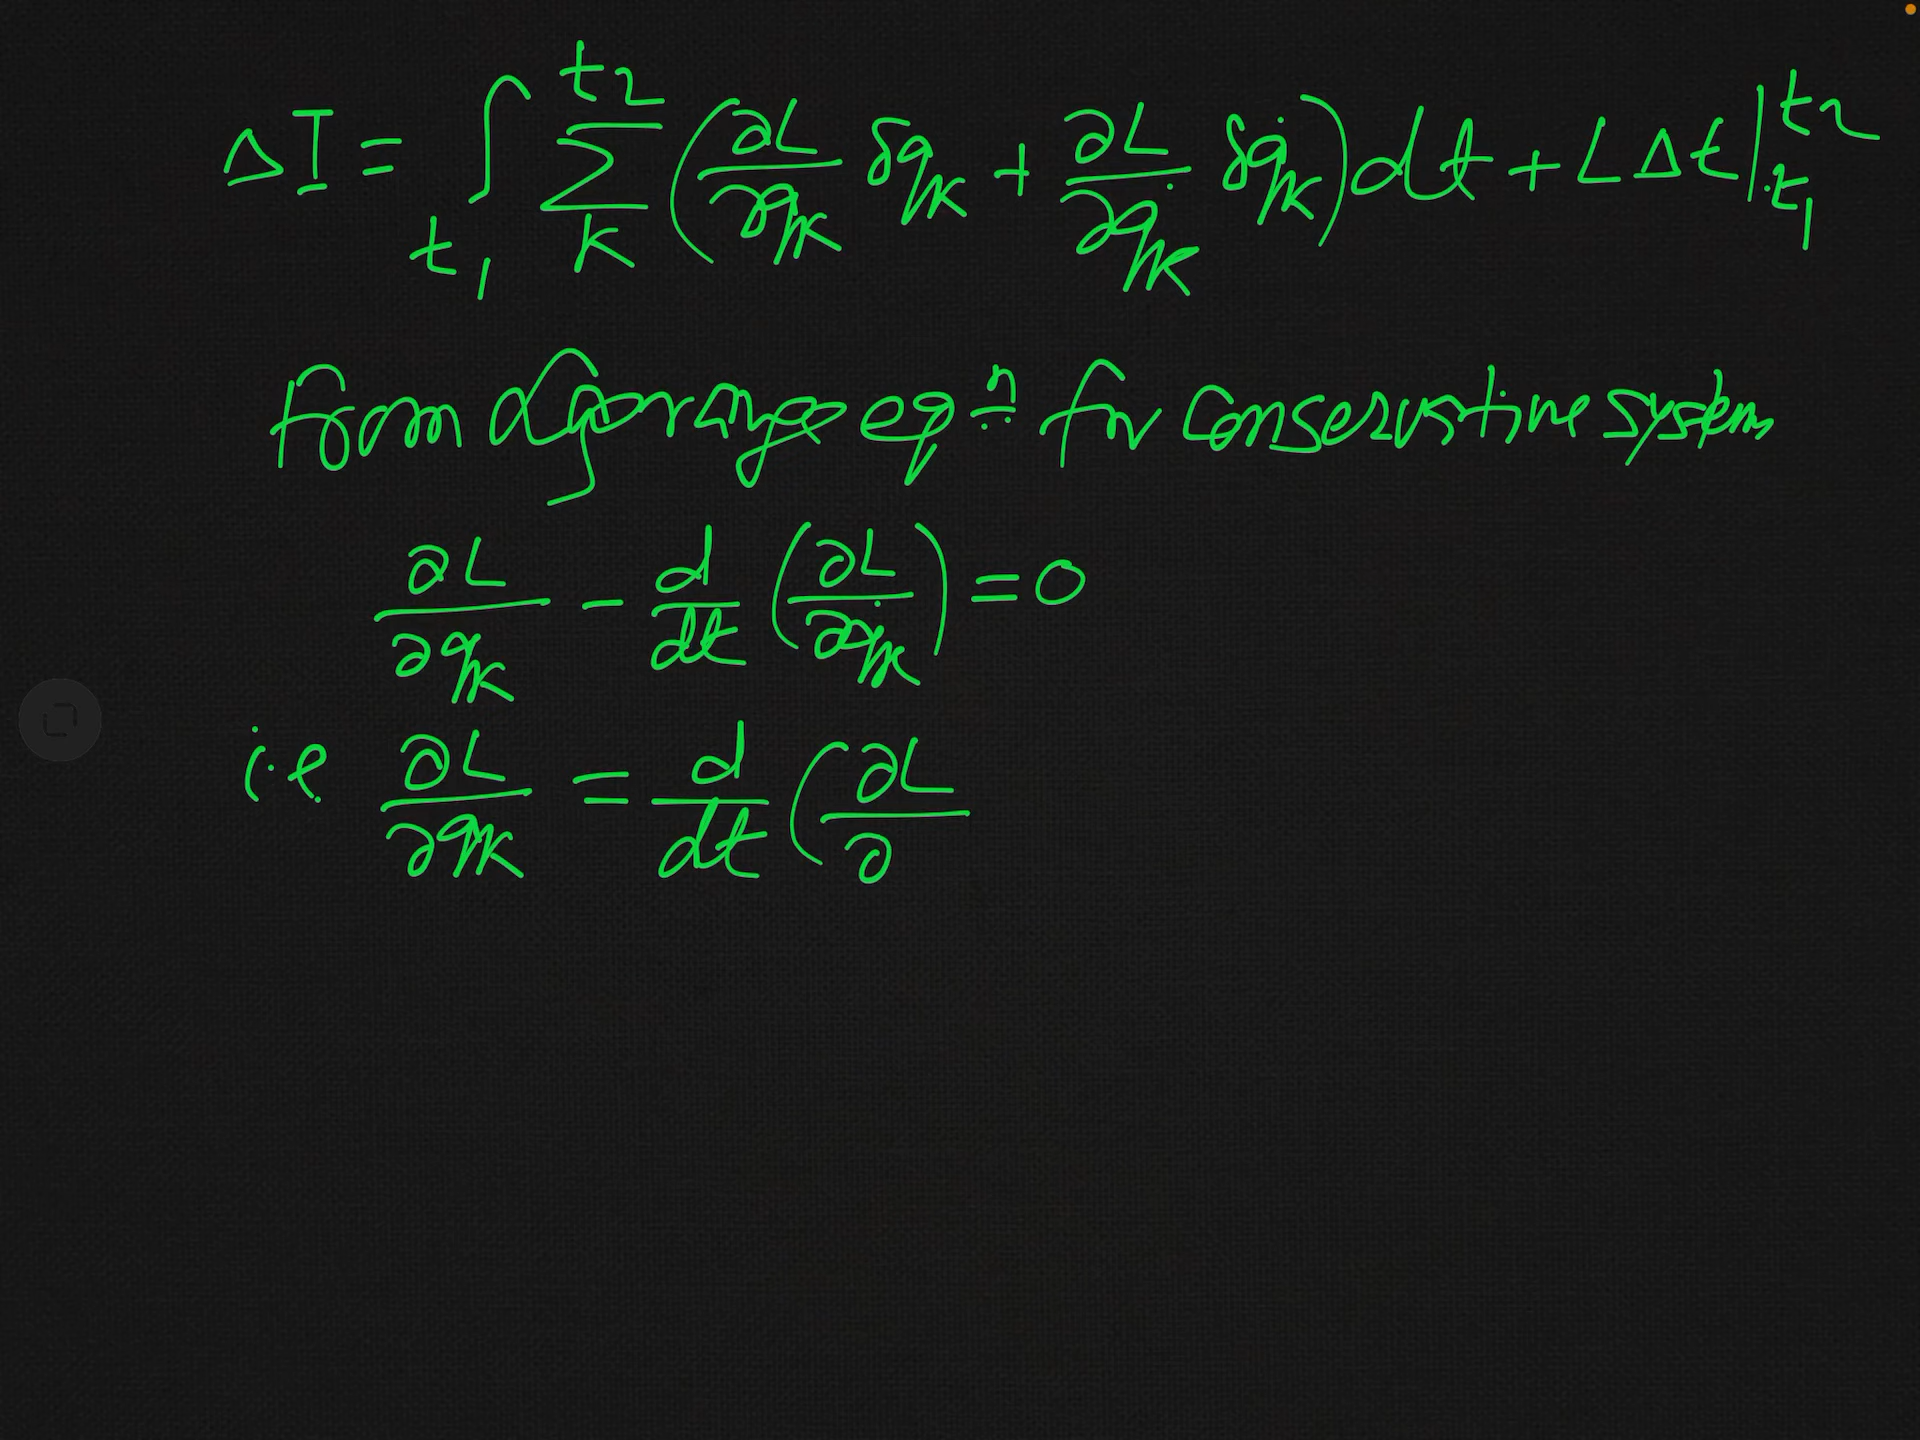 ΔI = ∫_{t1}^{t2} Σ_k (∂L/∂q_k δq_k + ∂L/∂q̇_k δq̇_k) dt + LΔt |_{t1}^{t2}
From Lagrange eqⁿ for conservative system
∂L/∂q_k − d/dt (∂L/∂q̇_k) = 0
i.e ∂L/∂q_k = d/dt (∂L/∂